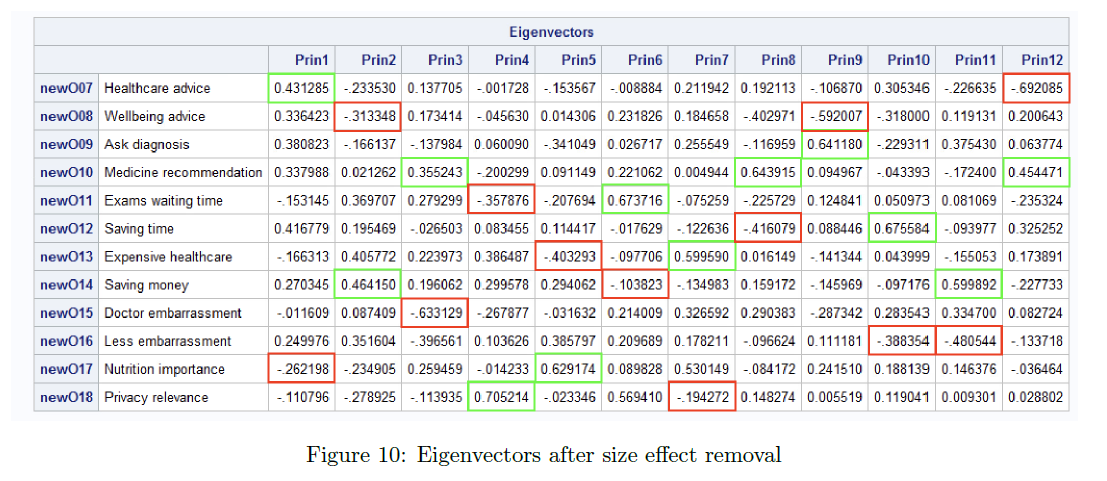 Eigenvectors
Prin1 Prin2 Prin3 Prin4 Prin5 Prin6 Prin7 Prin8 Prin9 Prin10 Prin11 Prin12
newO07 Healthcare advice 0.431285 -.233530 0.137705 -.001728 -.153567 -.008884 0.211942 0.192113 -.106870 0.305346 -.226635 -.692085
newO08 Wellbeing advice 0.336423 -.313348 0.173414 -.045630 0.014306 0.231826 0.184658 -.402971 -.592007 -.318000 0.119131 0.200643
newO09 Ask diagnosis 0.380823 -.166137 -.137984 0.060090 -.341049 0.026717 0.255549 -.116959 0.641180 -.229311 0.375430 0.063774
newO10 Medicine recommendation 0.337988 0.021262 0.355243 -.200299 0.091149 0.221062 0.004944 0.643915 0.094967 -.043393 -.172400 0.454471
newO11 Exams waiting time -.153145 0.369707 0.279299 -.357876 -.207694 0.673716 -.075259 -.225729 0.124841 0.050973 0.081069 -.235324
newO12 Saving time 0.416779 0.195469 -.026503 0.083455 0.114417 -.017629 -.122636 -.416079 0.088446 0.675584 -.093977 0.325252
newO13 Expensive healthcare -.166313 0.405772 0.223973 0.386487 -.403293 -.097706 0.599590 0.016149 -.141344 0.043999 -.155053 0.173891
newO14 Saving money 0.270345 0.464150 0.196062 0.299578 0.294062 -.103823 -.134983 0.159172 -.145969 -.097176 0.599892 -.227733
newO15 Doctor embarrassment -.011609 0.087409 -.633129 -.267877 -.031632 0.214009 0.326592 0.290383 -.287342 0.283543 0.334700 0.082724
newO16 Less embarrassment 0.249976 0.351604 -.396561 0.103626 0.385797 0.209689 0.178211 -.096624 0.111181 -.388354 -.480544 -.133718
newO17 Nutrition importance -.262198 -.234905 0.259459 -.014233 0.629174 0.089828 0.530149 -.084172 0.241510 0.188139 0.146376 -.036464
newO18 Privacy relevance -.110796 -.278925 -.113935 0.705214 -.023346 0.569410 -.194272 0.148274 0.005519 0.119041 0.009301 0.028802
Figure 10: Eigenvectors after size effect removal